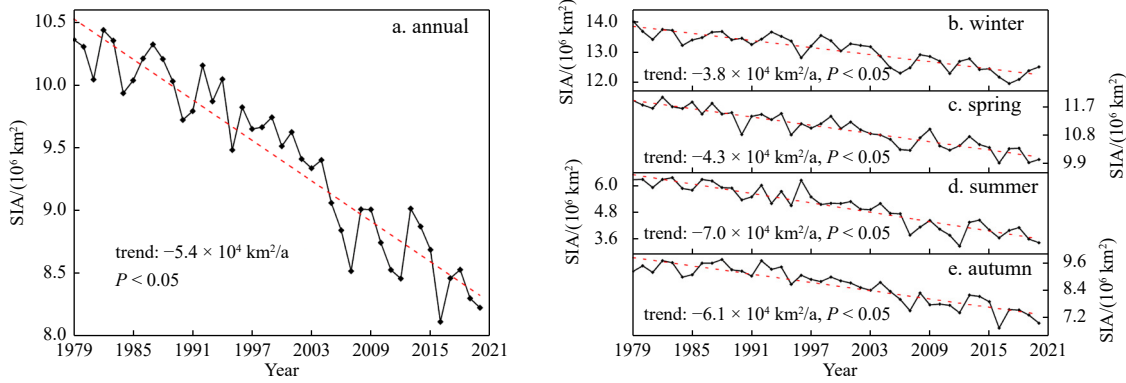 a. annual
10.5
10.0
9.5
9.0
8.5
8.0
SIA/(10⁶ km²)
trend: −5.4 × 10⁴ km²/a
P < 0.05
1979 1985 1991 1997 2003 2009 2015 2021
Year
b. winter
14.0
13.0
12.0
SIA/(10⁶ km²)
trend: −3.8 × 10⁴ km²/a, P < 0.05
c. spring
11.7
10.8
9.9
SIA/(10⁶ km²)
trend: −4.3 × 10⁴ km²/a, P < 0.05
d. summer
6.0
4.8
3.6
SIA/(10⁶ km²)
trend: −7.0 × 10⁴ km²/a, P < 0.05
e. autumn
9.6
8.4
7.2
SIA/(10⁶ km²)
trend: −6.1 × 10⁴ km²/a, P < 0.05
1979 1985 1991 1997 2003 2009 2015 2021
Year